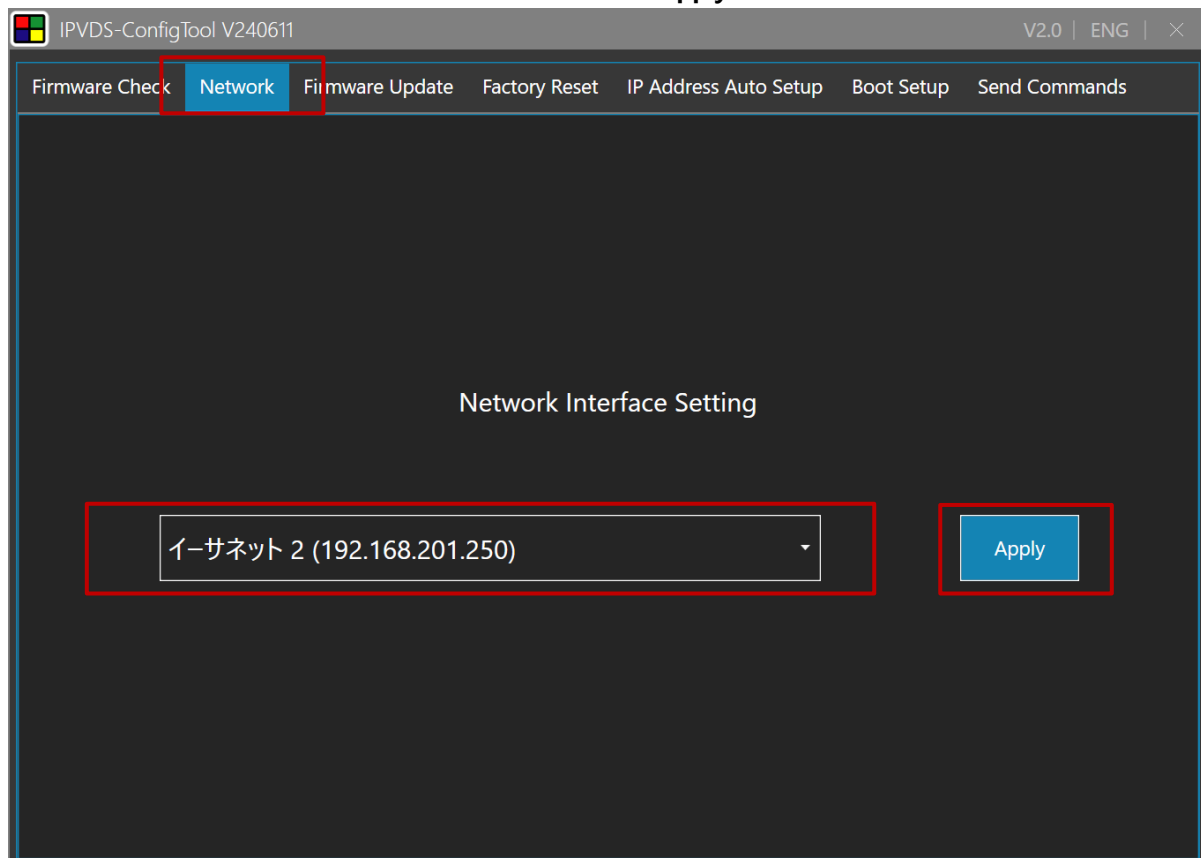 Apply
IPVDS-ConfigTool V240611 V2.0 | ENG | ×
Firmware Check Network Firmware Update Factory Reset IP Address Auto Setup Boot Setup Send Commands
Network Interface Setting
イーサネット 2 (192.168.201.250) Apply